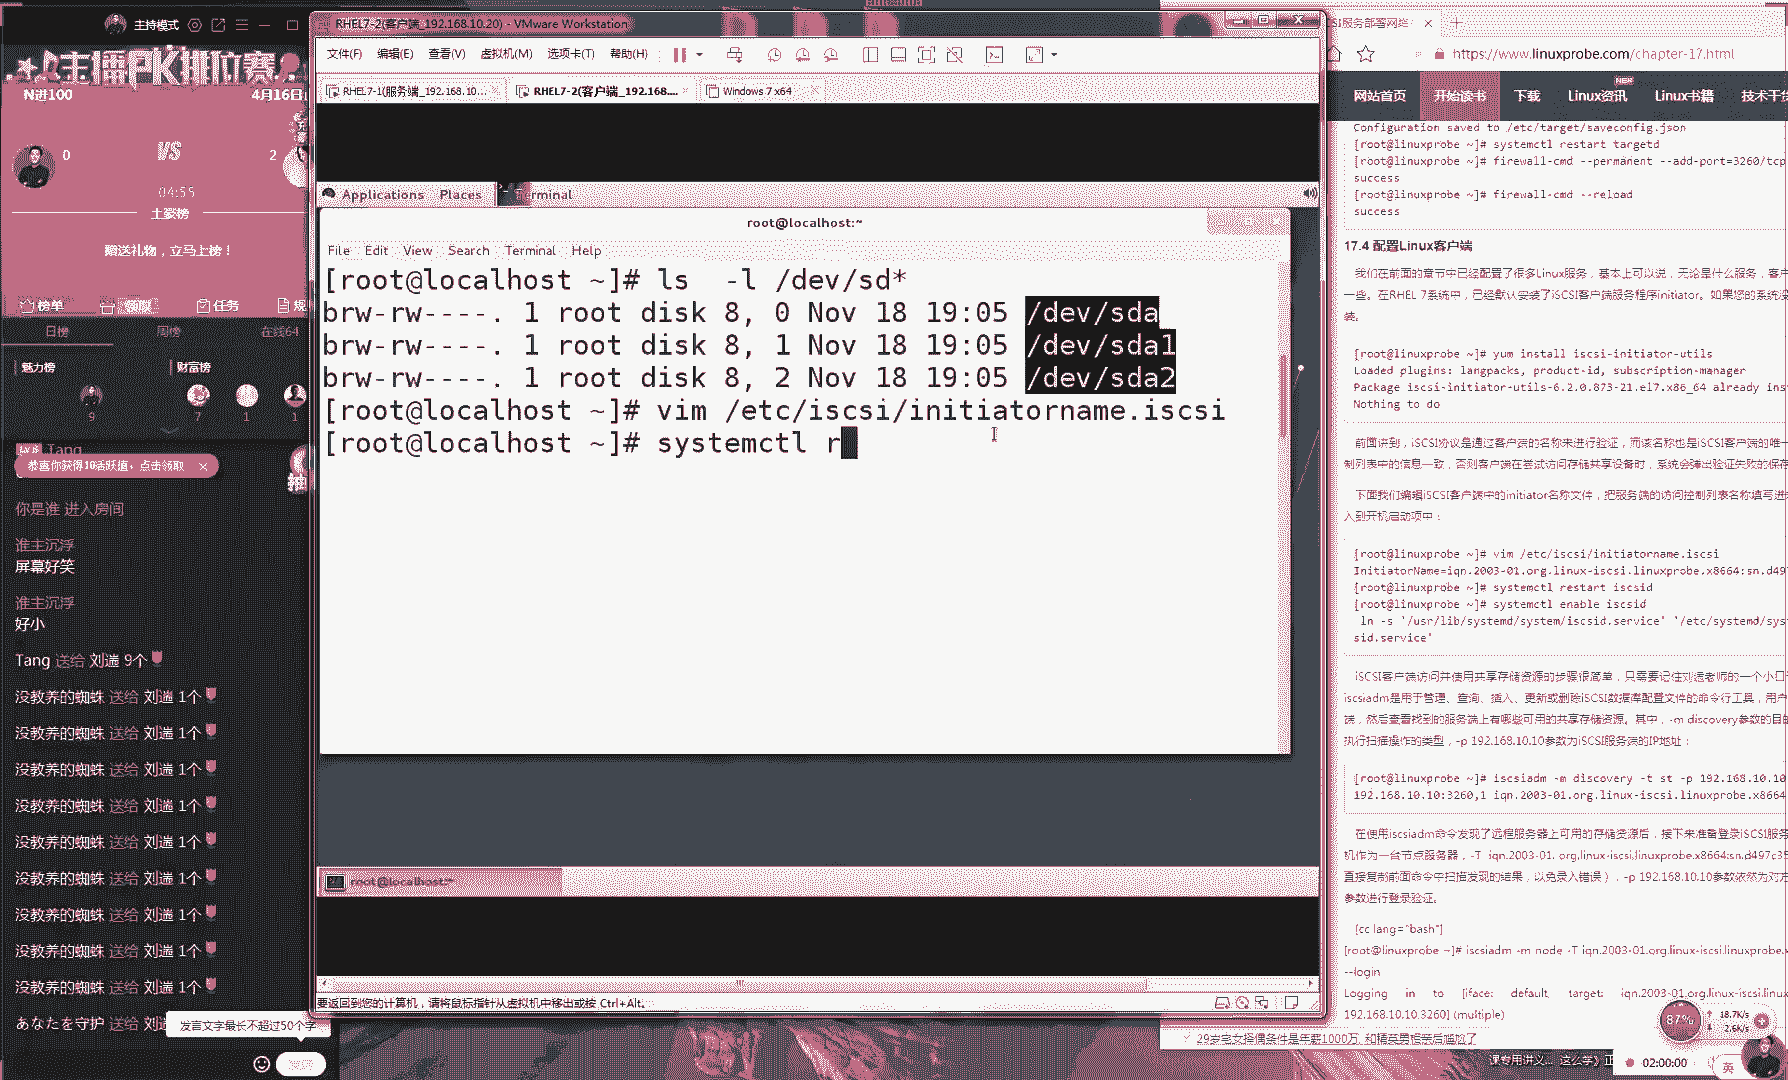 主持模式
主播PK排位赛
N进100
4月16日
0
VS
2
04:55
土豪榜
赠送礼物，立马上榜！
榜单
领取
任务
规
日榜
周榜
在线64
魅力榜
财富榜
9
7
1
1
Tang
恭喜你获得10活跃值，点击领取
你是谁 进入房间
谁主沉浮
屏幕好笑
谁主沉浮
好小
Tang 送给 刘遄 9个
没教养的蜘蛛 送给 刘遄 1个
没教养的蜘蛛 送给 刘遄 1个
没教养的蜘蛛 送给 刘遄 1个
没教养的蜘蛛 送给 刘遄 1个
没教养的蜘蛛 送给 刘遄 1个
没教养的蜘蛛 送给 刘遄 1个
没教养的蜘蛛 送给 刘遄 1个
没教养的蜘蛛 送给 刘遄 1个
没教养的蜘蛛 送给 刘遄 1个
あなたを守护 送给 刘遄
发言文字最长不超过50个字
RHEL7-2(客户端_192.168.10.20) - VMware Workstation
文件(F) 编辑(E) 查看(V) 虚拟机(M) 选项卡(T) 帮助(H)
RHEL7-1(服务端_192.168.10...
RHEL7-2(客户端_192.168....
Windows 7 x64
Applications Places Terminal
root@localhost:~
File Edit View Search Terminal Help
[root@localhost ~]# ls  -l /dev/sd*
brw-rw----. 1 root disk 8, 0 Nov 18 19:05 /dev/sda
brw-rw----. 1 root disk 8, 1 Nov 18 19:05 /dev/sda1
brw-rw----. 1 root disk 8, 2 Nov 18 19:05 /dev/sda2
[root@localhost ~]# vim /etc/iscsi/initiatorname.iscsi
[root@localhost ~]# systemctl r
root@localhost:~
要返回到您的计算机，请将鼠标指针从虚拟机中移出或按 Ctrl+Alt。
SI服务部署网络
https://www.linuxprobe.com/chapter-17.html
网站首页 开始读书 下载 Linux资讯 Linux书籍 技术干
NEW
Configuration saved to /etc/target/saveconfig.json
[root@linuxprobe ~]# systemctl restart targetd
[root@linuxprobe ~]# firewall-cmd --permanent --add-port=3260/tcp
success
[root@linuxprobe ~]# firewall-cmd --reload
success
17.4 配置Linux客户端
我们在前面的章节中已经配置了很多Linux服务，基本上可以说，无论是什么服务，客户
一些。在RHEL 7系统中，已经默认安装了iSCSI客户端服务程序initiator。如果您的系统没
装。
[root@linuxprobe ~]# yum install iscsi-initiator-utils
Loaded plugins: langpacks, product-id, subscription-manager
Package iscsi-initiator-utils-6.2.0.873-21.el7.x86_64 already ins
Nothing to do
前面讲到，iSCSI协议是通过客户端的名称来进行验证，而该名称也是iSCSI客户端的唯一
制列表中的信息一致，否则客户端在尝试访问存储共享设备时，系统会弹出验证失败的保存
下面我们编辑iSCSI客户端中的initiator名称文件，把服务端的访问控制列表名称填写进
入到开机启动项中：
[root@linuxprobe ~]# vim /etc/iscsi/initiatorname.iscsi
InitiatorName=iqn.2003-01.org.linux-iscsi.linuxprobe.x8664:sn.d497
[root@linuxprobe ~]# systemctl restart iscsid
[root@linuxprobe ~]# systemctl enable iscsid
ln -s '/usr/lib/systemd/system/iscsid.service' '/etc/systemd/sys
sid.service'
iSCSI客户端访问并使用共享存储资源的步骤很简单，只需要记住刘遄老师的一个小口
iscsiadm是用于管理、查询、插入、更新或删除iSCSI数据库配置文件的命令行工具，用户
端，然后查看找到的服务端上有哪些可用的共享存储资源。其中，-m discovery参数的目的
执行扫描操作的类型，-p 192.168.10.10参数为iSCSI服务端的IP地址：
[root@linuxprobe ~]# iscsiadm -m discovery -t st -p 192.168.10.10
192.168.10.10:3260,1 iqn.2003-01.org.linux-iscsi.linuxprobe.x8664
在使用iscsiadm命令发现了远程服务器上可用的存储资源后，接下来准备登录iSCSI服务
机作为一台节点服务器，-T iqn.2003-01. org.linux-iscsi.linuxprobe.x8664:sn.d497c35
直接复制前面命令中扫描发现的结果，以免录入错误），-p 192.168.10.10参数依然为对方
参数进行登录验证。
[cc lang="bash"]
[root@linuxprobe ~]# iscsiadm -m node -T iqn.2003-01.org.linux-iscsi.linuxprobe.x
--login
Logging in to [iface: default, target: iqn.2003-01.org.linux-iscsi.linux
192.168.10.10,3260] (multiple)
29岁宅女择偶条件是年薪1000万
87%
18.7K/s
2.6K/s
02:00:00
英